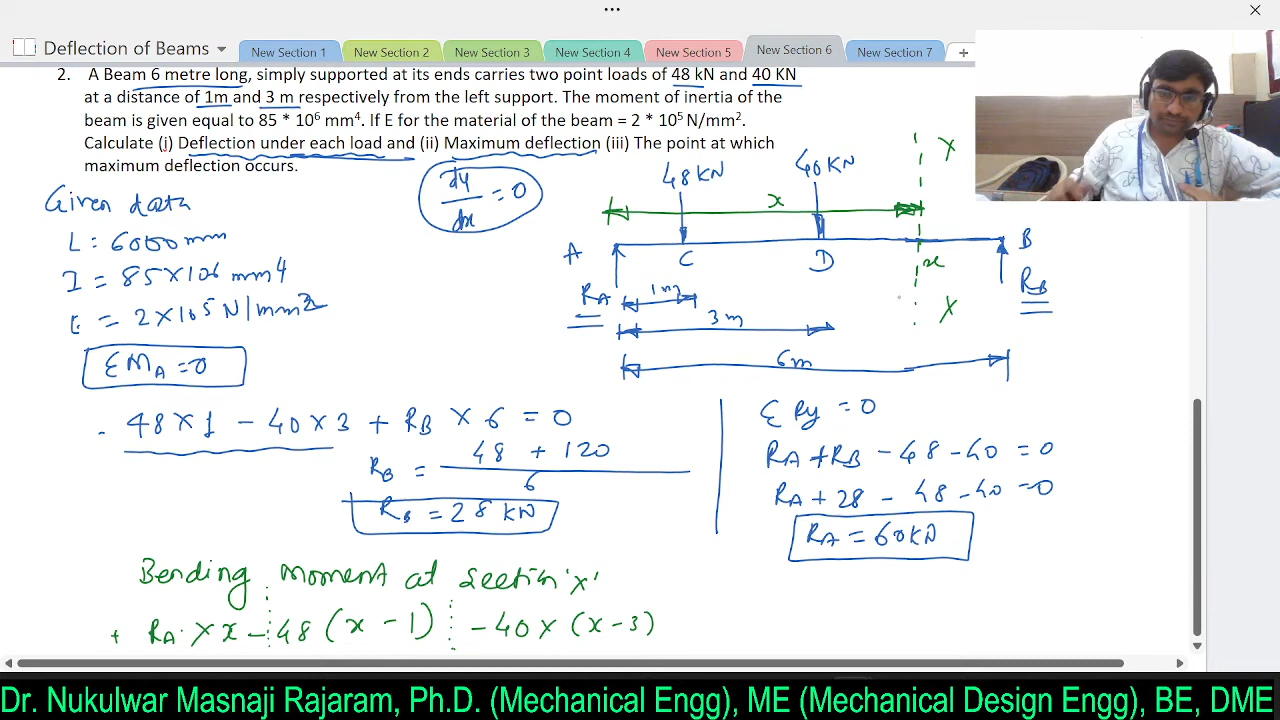 Deflection of Beams
New Section 1 New Section 2 New Section 3 New Section 4 New Section 5 New Section 6 New Section 7 +
2. A Beam 6 metre long, simply supported at its ends carries two point loads of 48 kN and 40 KN
at a distance of 1m and 3 m respectively from the left support. The moment of inertia of the
beam is given equal to 85 * 10⁶ mm⁴. If E for the material of the beam = 2 * 10⁵ N/mm².
Calculate (i) Deflection under each load and (ii) Maximum deflection (iii) The point at which
maximum deflection occurs.
dy/dx = 0
48 KN
40 KN
X
x
A
C
D
B
x
RA
1m
RB
X
3m
6m
Given data
L = 6000 mm
I = 85 × 10⁶ mm⁴
E = 2 × 10⁵ N/mm²
ΣMA = 0
- 48 × 1 - 40 × 3 + RB × 6 = 0
RB = 48 + 120 / 6
RB = 28 KN
ΣRy = 0
RA + RB - 48 - 40 = 0
RA + 28 - 48 - 40 = 0
RA = 60 KN
Bending moment at section 'x'
+ RA × x - 48 (x - 1) - 40 × (x - 3)
Dr. Nukulwar Masnaji Rajaram, Ph.D. (Mechanical Engg), ME (Mechanical Design Engg), BE, DME